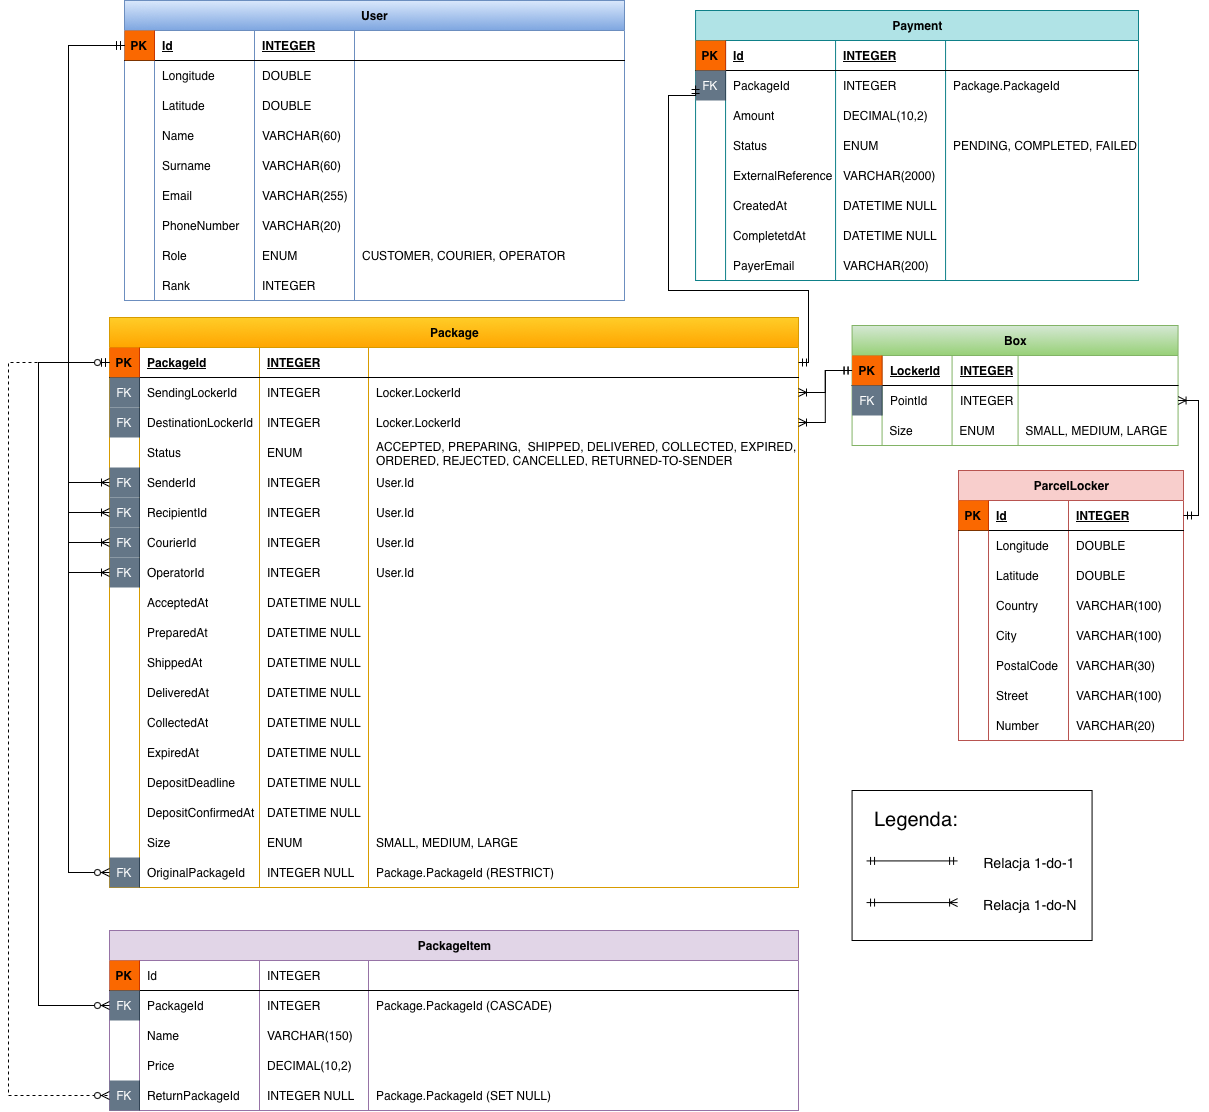 User
PK Id INTEGER
Longitude DOUBLE
Latitude DOUBLE
Name VARCHAR(60)
Surname VARCHAR(60)
Email VARCHAR(255)
PhoneNumber VARCHAR(20)
Role ENUM CUSTOMER, COURIER, OPERATOR
Rank INTEGER
Payment
PK Id INTEGER
FK PackageId INTEGER Package.PackageId
Amount DECIMAL(10,2)
Status ENUM PENDING, COMPLETED, FAILED
ExternalReference VARCHAR(2000)
CreatedAt DATETIME NULL
CompletetdAt DATETIME NULL
PayerEmail VARCHAR(200)
Package
PK PackageId INTEGER
FK SendingLockerId INTEGER Locker.LockerId
FK DestinationLockerId INTEGER Locker.LockerId
Status ENUM ACCEPTED, PREPARING, SHIPPED, DELIVERED, COLLECTED, EXPIRED,
ORDERED, REJECTED, CANCELLED, RETURNED-TO-SENDER
FK SenderId INTEGER User.Id
FK RecipientId INTEGER User.Id
FK CourierId INTEGER User.Id
FK OperatorId INTEGER User.Id
AcceptedAt DATETIME NULL
PreparedAt DATETIME NULL
ShippedAt DATETIME NULL
DeliveredAt DATETIME NULL
CollectedAt DATETIME NULL
ExpiredAt DATETIME NULL
DepositDeadline DATETIME NULL
DepositConfirmedAt DATETIME NULL
Size ENUM SMALL, MEDIUM, LARGE
FK OriginalPackageId INTEGER NULL Package.PackageId (RESTRICT)
Box
PK LockerId INTEGER
FK PointId INTEGER
Size ENUM SMALL, MEDIUM, LARGE
ParcelLocker
PK Id INTEGER
Longitude DOUBLE
Latitude DOUBLE
Country VARCHAR(100)
City VARCHAR(100)
PostalCode VARCHAR(30)
Street VARCHAR(100)
Number VARCHAR(20)
Legenda:
Relacja 1-do-1
Relacja 1-do-N
PackageItem
PK Id INTEGER
FK PackageId INTEGER Package.PackageId (CASCADE)
Name VARCHAR(150)
Price DECIMAL(10,2)
FK ReturnPackageId INTEGER NULL Package.PackageId (SET NULL)